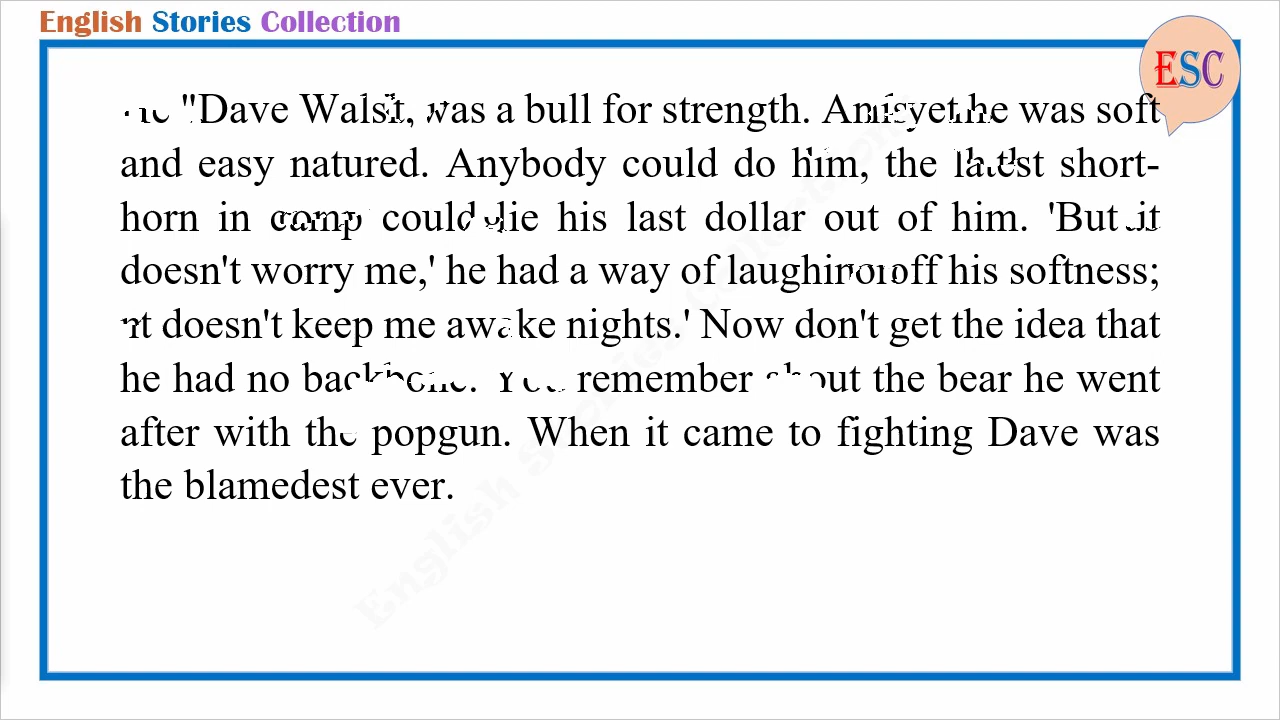 English Stories Collection
ESC
"Dave Walsh, was a bull for strength. And yet he was soft
and easy natured. Anybody could do him, the latest short-
horn in camp could lie his last dollar out of him. 'But it
doesn't worry me,' he had a way of laughing off his softness;
'it doesn't keep me awake nights.' Now don't get the idea that
he had no backbone. You remember about the bear he went
after with the popgun. When it came to fighting Dave was
the blamedest ever.
English Stories Collection